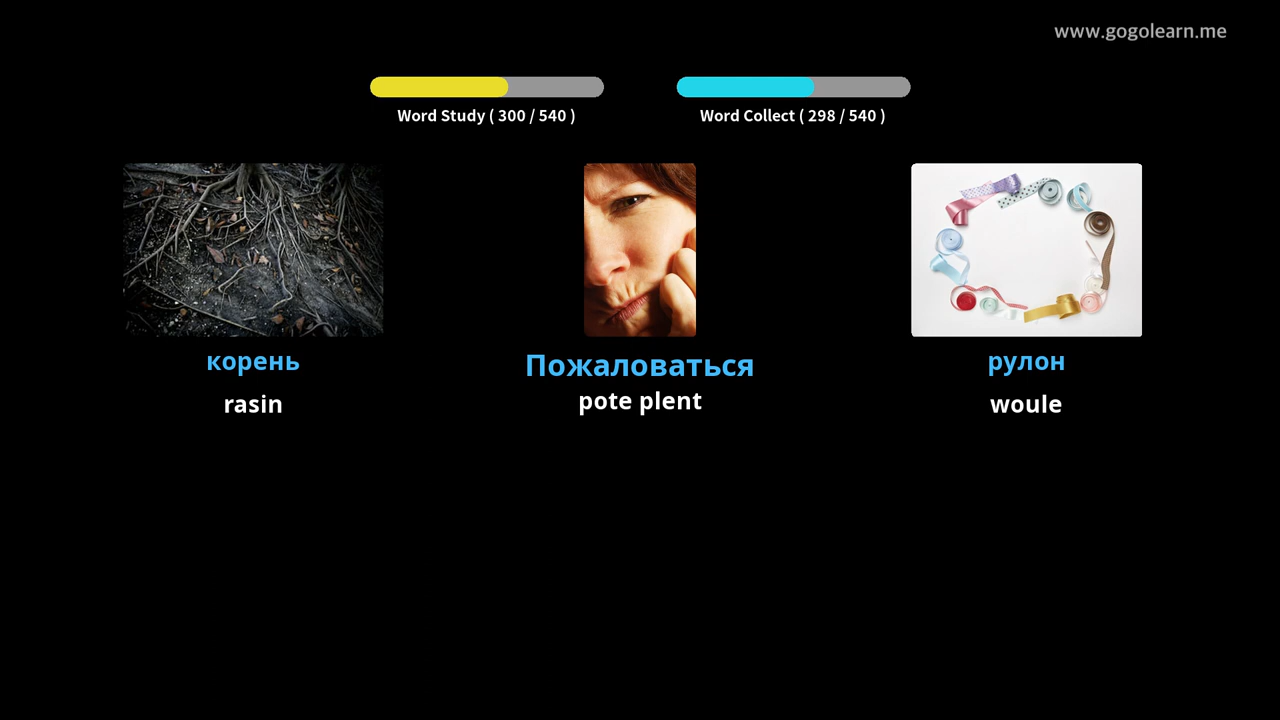 www.gogolearn.me
Word Study ( 300 / 540 )
Word Collect ( 298 / 540 )
корень
Пожаловаться
рулон
rasin
pote plent
woule